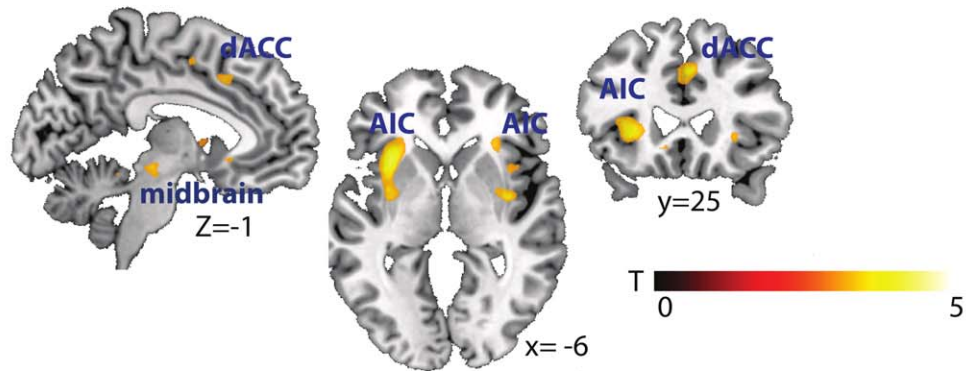 dACC
midbrain
Z=-1
AIC
AIC
x= -6
dACC
AIC
y=25
T
0
5